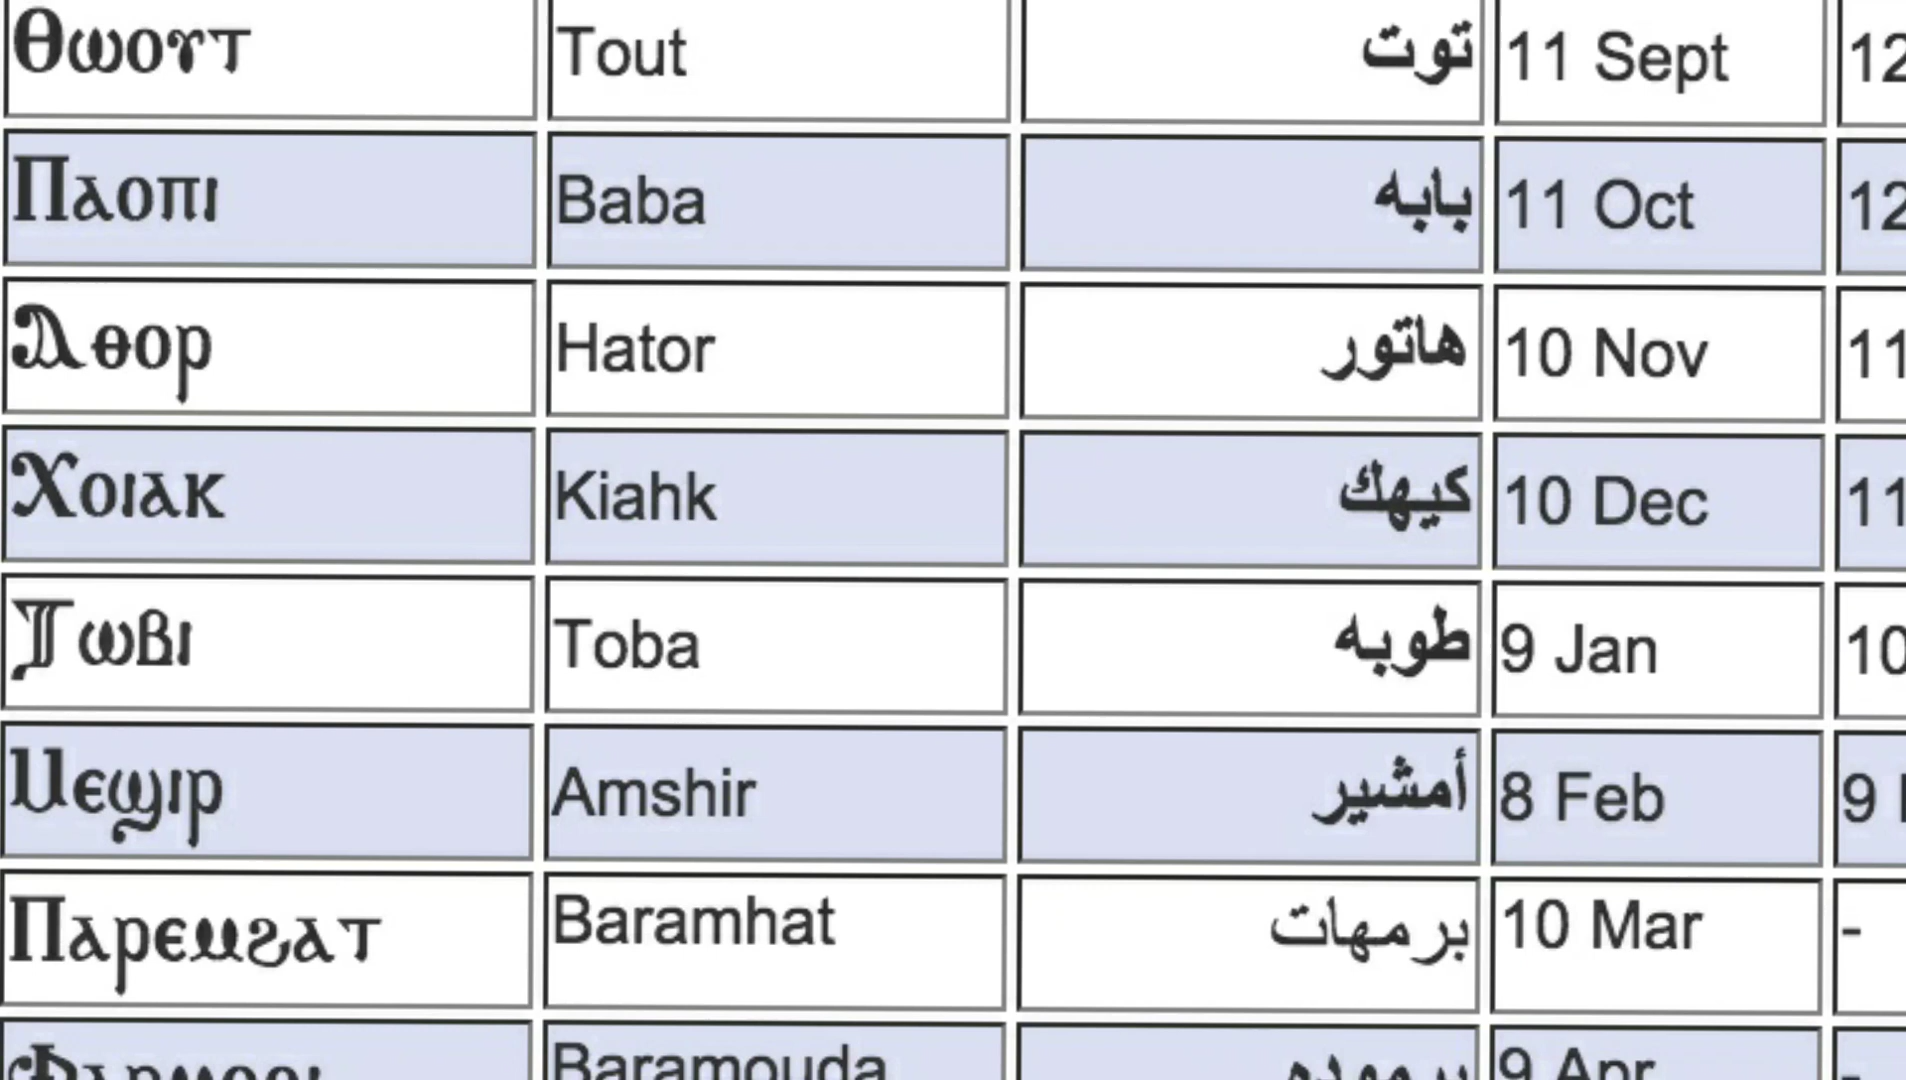 Ⲑⲱⲟⲩⲧ Tout توت 11 Sept 12
Ⲡⲁⲟⲡⲓ Baba بابه 11 Oct 12
Ⲁⲑⲟⲣ Hator هاتور 10 Nov 11
Ⲭⲟⲓⲁⲕ Kiahk كيهك 10 Dec 11
Ⲧⲱⲃⲓ Toba طوبه 9 Jan 10
Ⲙⲉϣⲓⲣ Amshir أمشير 8 Feb 9
Ⲡⲁⲣⲉⲙϩⲁⲧ Baramhat برمهات 10 Mar -
Baramouda برموده 9 Apr -